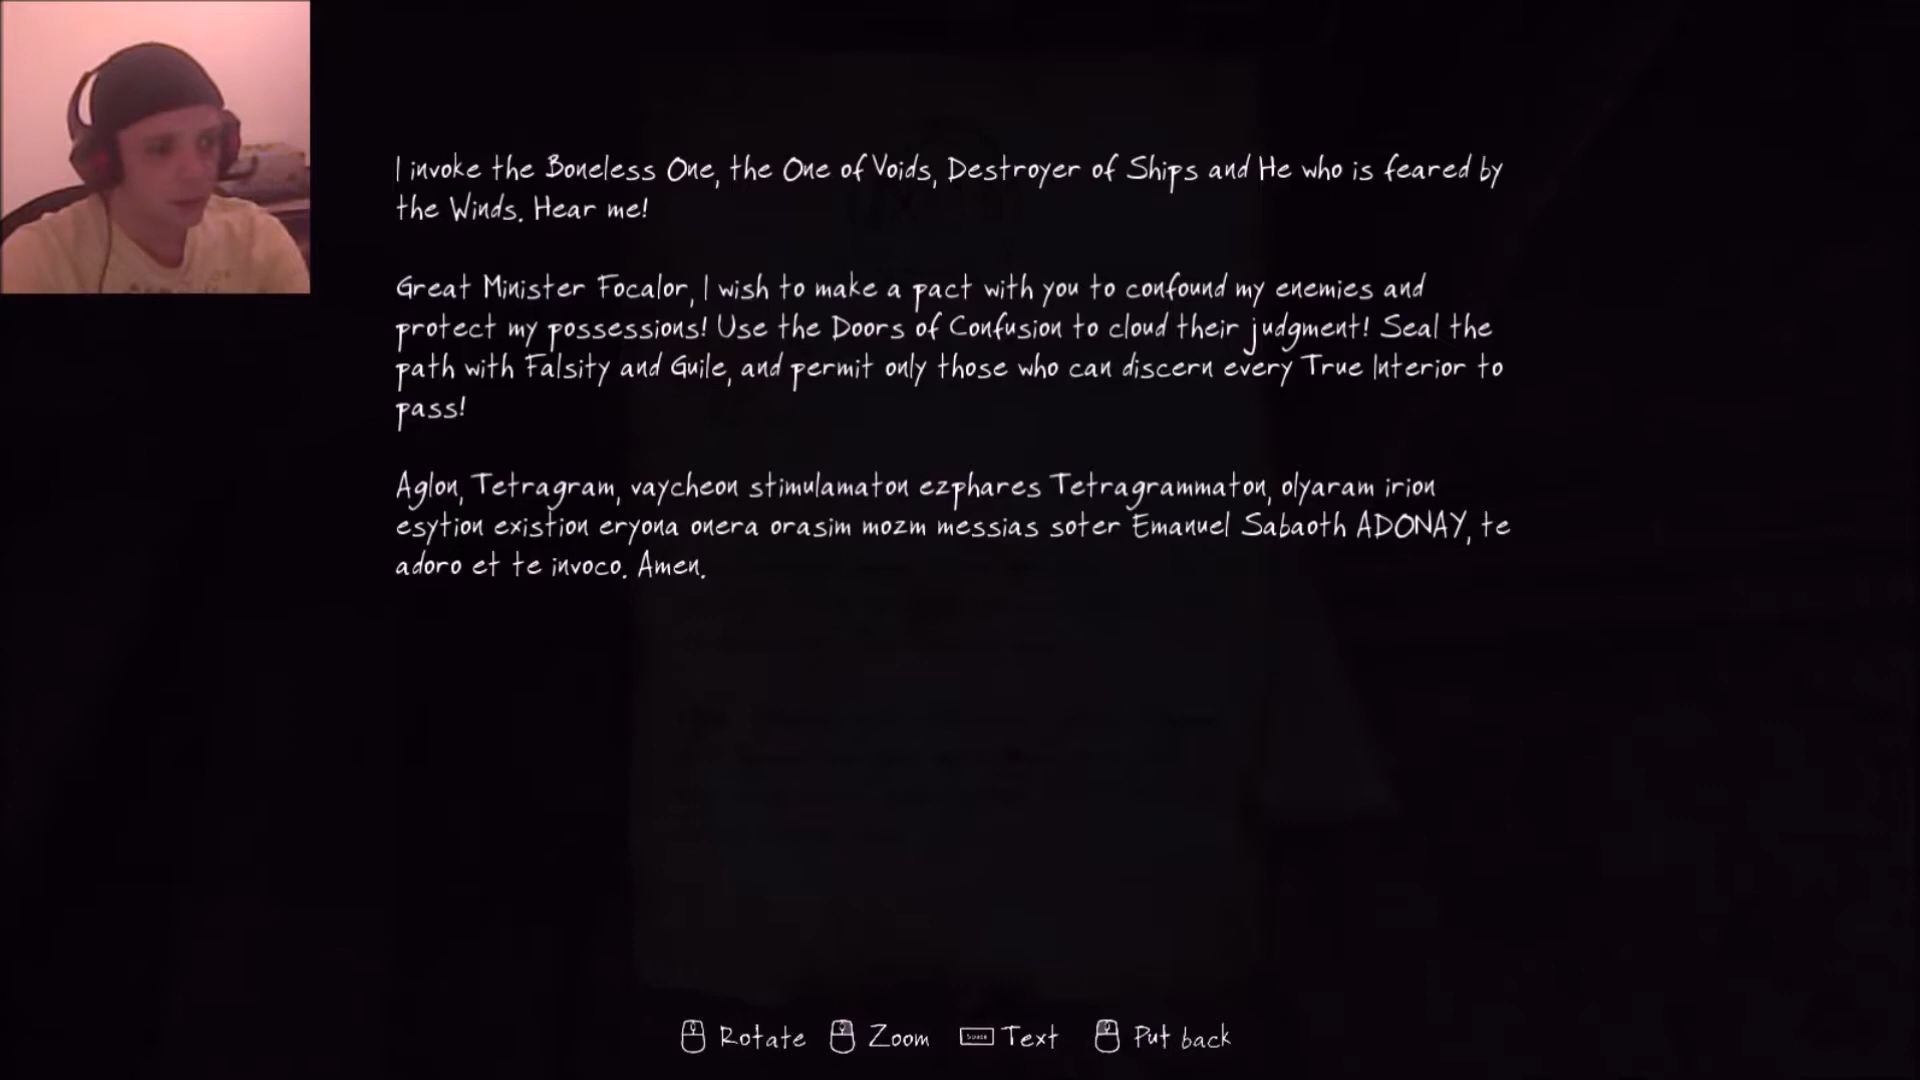 I invoke the Boneless One, the One of Voids, Destroyer of Ships and He who is feared by
the Winds. Hear me!
Great Minister Focalor, I wish to make a pact with you to confound my enemies and
protect my possessions! Use the Doors of Confusion to cloud their judgment! Seal the
path with Falsity and Guile, and permit only those who can discern every True Interior to
pass!
Aglon, Tetragram, vaycheon stimulamaton ezphares Tetragrammaton, olyaram irion
esytion existion eryona onera orasim mozm messias soter Emanuel Sabaoth ADONAY, te
adoro et te invoco. Amen.
Rotate Zoom Text Put back